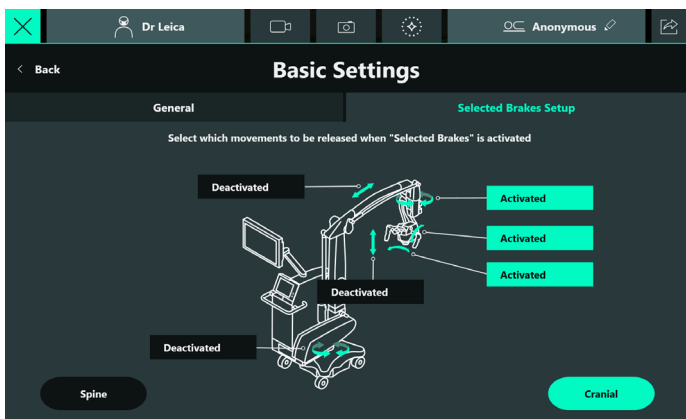 Dr Leica
Anonymous
Back
Basic Settings
General
Selected Brakes Setup
Select which movements to be released when "Selected Brakes" is activated
Deactivated
Activated
Activated
Activated
Deactivated
Deactivated
Spine
Cranial